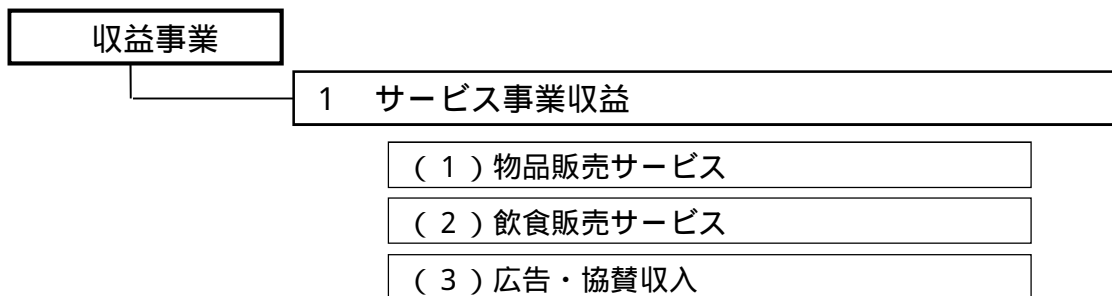 収益事業
1 サービス事業収益
(1)物品販売サービス
(2)飲食販売サービス
(3)広告・協賛収入